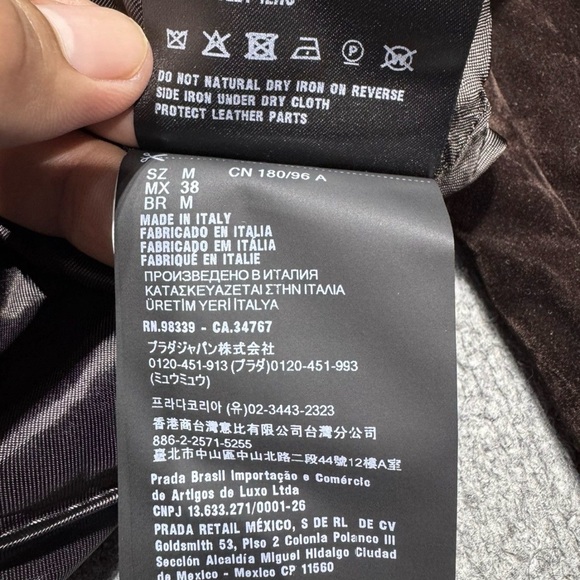 DO NOT NATURAL DRY IRON ON REVERSE
SIDE IRON UNDER DRY CLOTH
PROTECT LEATHER PARTS
SZ M CN 180/96 A
MX 38
BR M
MADE IN ITALY
FABRICADO EN ITALIA
FABRICADO EM ITÁLIA
FABRIQUÉ EN ITALIE
ПРОИЗВЕДЕНО В ИТАЛИЯ
ΚΑΤΑΣΚΕΥΑΖΕΤΑΙ ΣΤΗΝ ΙΤΑΛΙΑ
ÜRETİM YERİ İTALYA
RN.98339 - CA.34767
プラダジャパン株式会社
0120-451-913 (プラダ)0120-451-993
(ミュウミュウ)
프라다코리아 (유)02-3443-2323
香港商台灣意比有限公司台灣分公司
886-2-2571-5255
臺北市中山區中山北路二段44號12樓A室
Prada Brasil Importação e Comércio
de Artigos de Luxo Ltda
CNPJ 13.633.271/0001-26
PRADA RETAIL MÉXICO, S DE RL DE CV
Goldsmith 53, Piso 2 Colonia Polanco III
Sección Alcaldía Miguel Hidalgo Ciudad
de Mexico - Mexico CP 11560